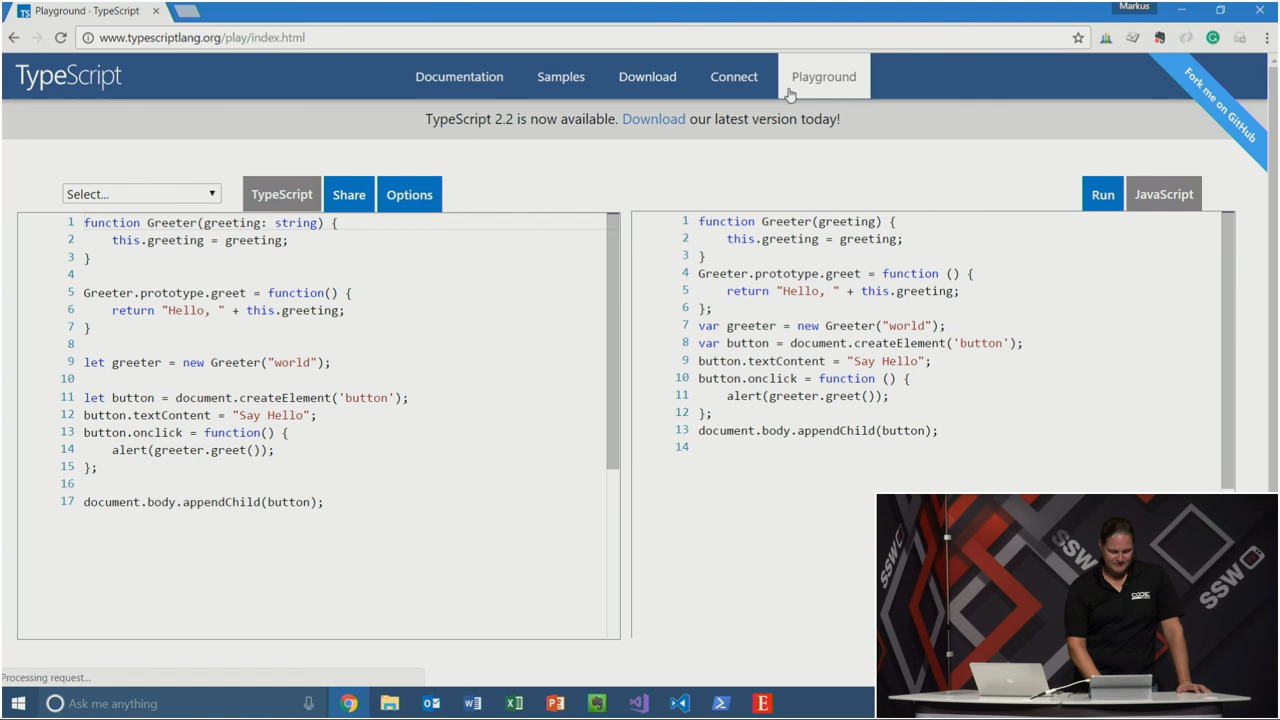 Markus
Playground · TypeScript
www.typescriptlang.org/play/index.html
TypeScript
Documentation
Samples
Download
Connect
Playground
Fork me on GitHub
TypeScript 2.2 is now available. Download our latest version today!
Select...
TypeScript
Share
Options
Run
JavaScript
1 function Greeter(greeting: string) {
2 this.greeting = greeting;
3 }
4
5 Greeter.prototype.greet = function() {
6 return "Hello, " + this.greeting;
7 }
8
9 let greeter = new Greeter("world");
10
11 let button = document.createElement('button');
12 button.textContent = "Say Hello";
13 button.onclick = function() {
14 alert(greeter.greet());
15 };
16
17 document.body.appendChild(button);
1 function Greeter(greeting) {
2 this.greeting = greeting;
3 }
4 Greeter.prototype.greet = function () {
5 return "Hello, " + this.greeting;
6 };
7 var greeter = new Greeter("world");
8 var button = document.createElement('button');
9 button.textContent = "Say Hello";
10 button.onclick = function () {
11 alert(greeter.greet());
12 };
13 document.body.appendChild(button);
14
SSW
SSW
SSW
CODE
Processing request...
Ask me anything